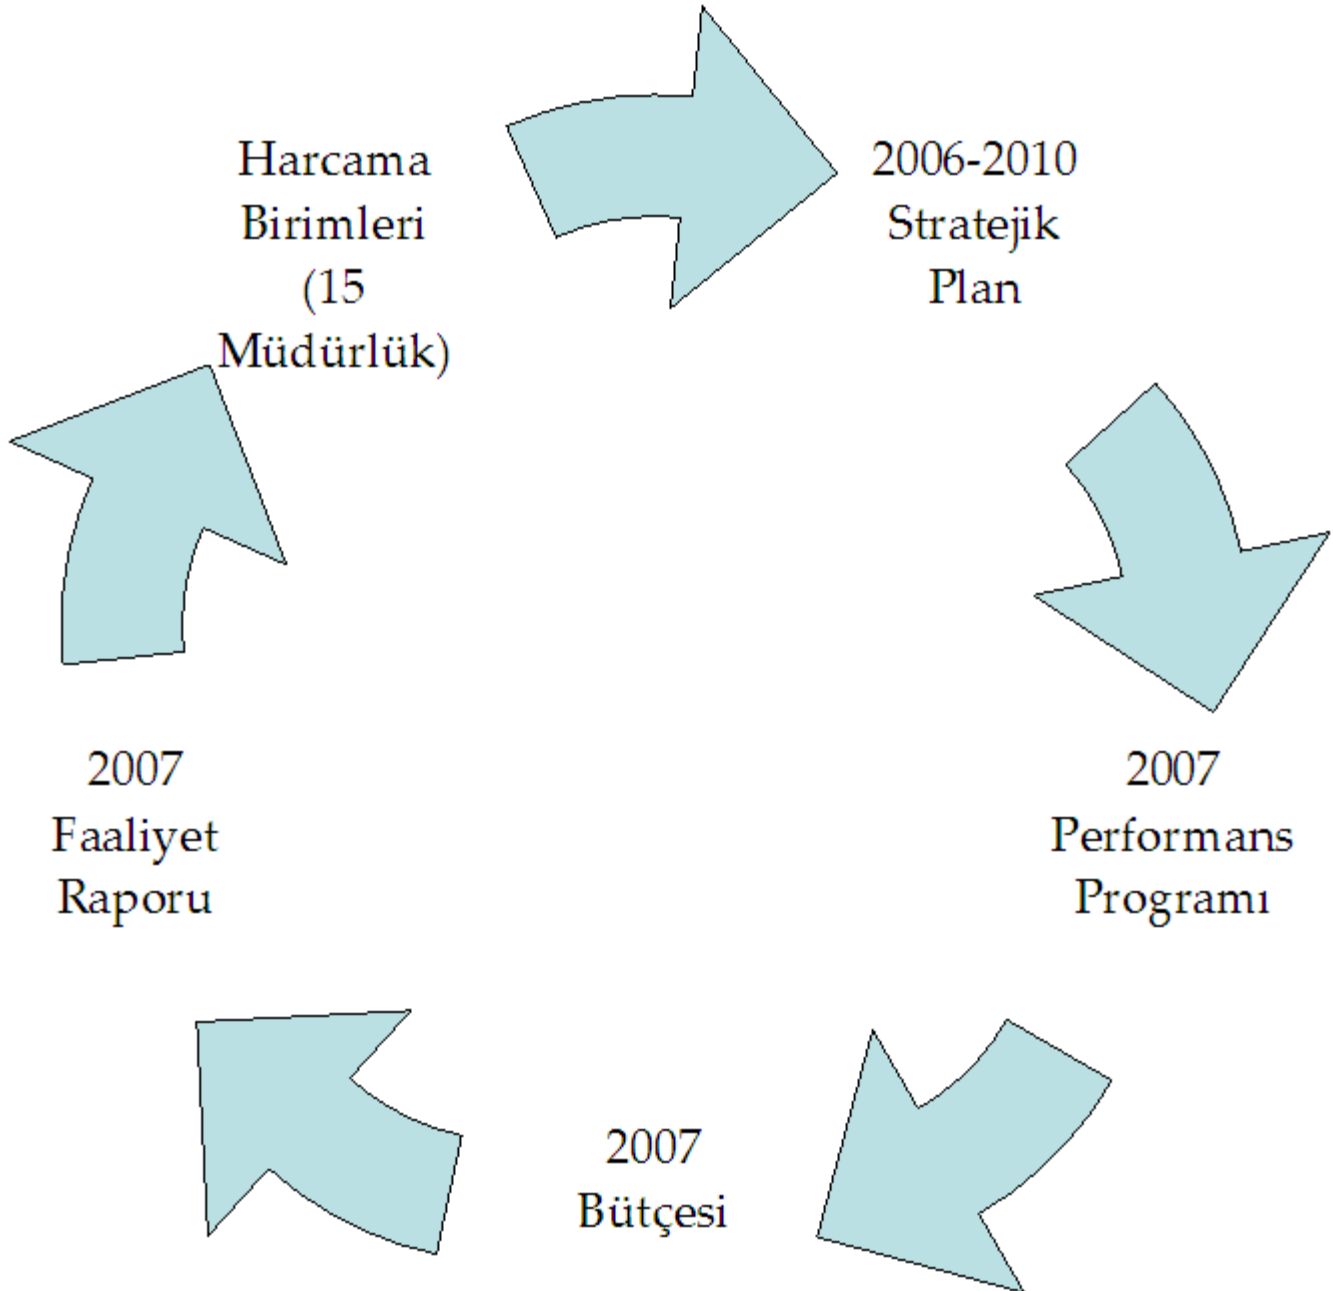 Harcama
Birimleri
(15
Müdürlük)
2006-2010
Stratejik
Plan
2007
Performans
Programı
2007
Bütçesi
2007
Faaliyet
Raporu